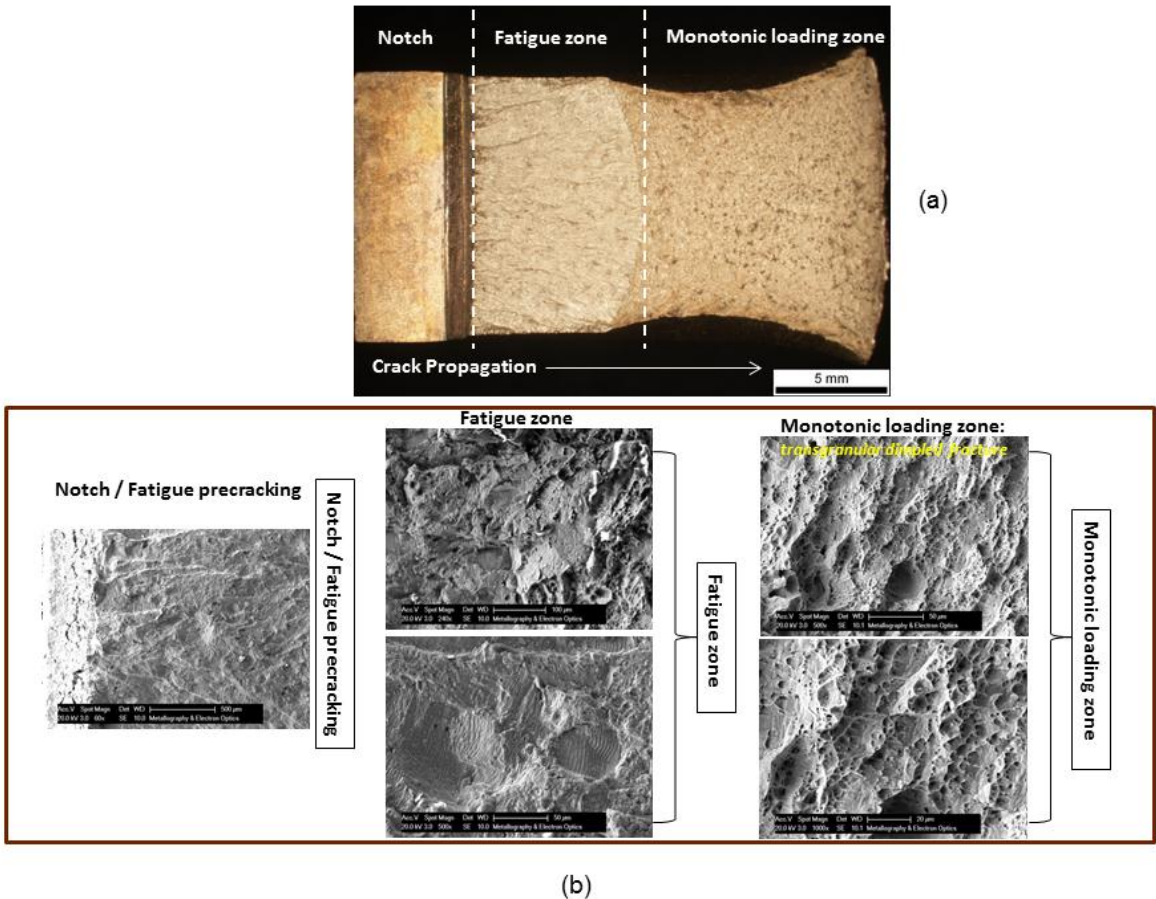 Notch
Fatigue zone
Monotonic loading zone
(a)
Crack Propagation
5 mm
Fatigue zone
Monotonic loading zone:
transgranular dimpled fracture
Notch / Fatigue precracking
Notch / Fatigue precracking
Acc.V Spot Magn Det WD 500 µm
20.0 kV 3.0 60x SE 10.0 Metallography & Electron Optics
Acc.V Spot Magn Det WD 100 µm
20.0 kV 3.0 240x SE 10.0 Metallography & Electron Optics
Acc.V Spot Magn Det WD 50 µm
20.0 kV 3.0 500x SE 10.0 Metallography & Electron Optics
Fatigue zone
Acc.V Spot Magn Det WD 50 µm
20.0 kV 3.0 500x SE 10.1 Metallography & Electron Optics
Acc.V Spot Magn Det WD 20 µm
20.0 kV 3.0 1000x SE 10.1 Metallography & Electron Optics
Monotonic loading zone
(b)